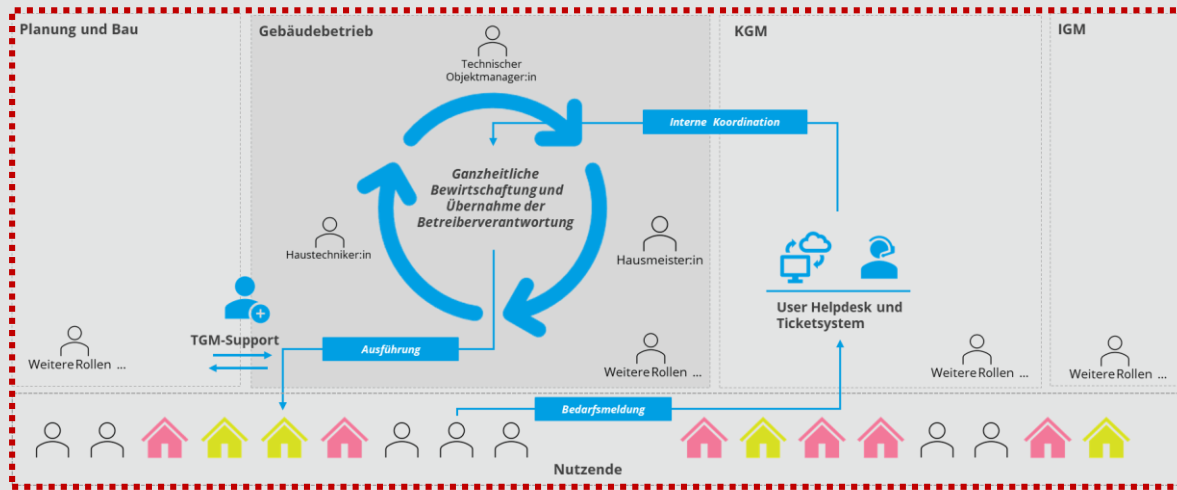 Planung und Bau
Gebäudebetrieb
KGM
IGM
Technischer
Objektmanager:in
Interne Koordination
Ganzheitliche
Bewirtschaftung und
Übernahme der
Betreiberverantwortung
Haustechniker:in
Hausmeister:in
User Helpdesk und
Ticketsystem
TGM-Support
Ausführung
Weitere Rollen ...
Weitere Rollen ...
Weitere Rollen ...
Weitere Rollen ...
Bedarfsmeldung
Nutzende